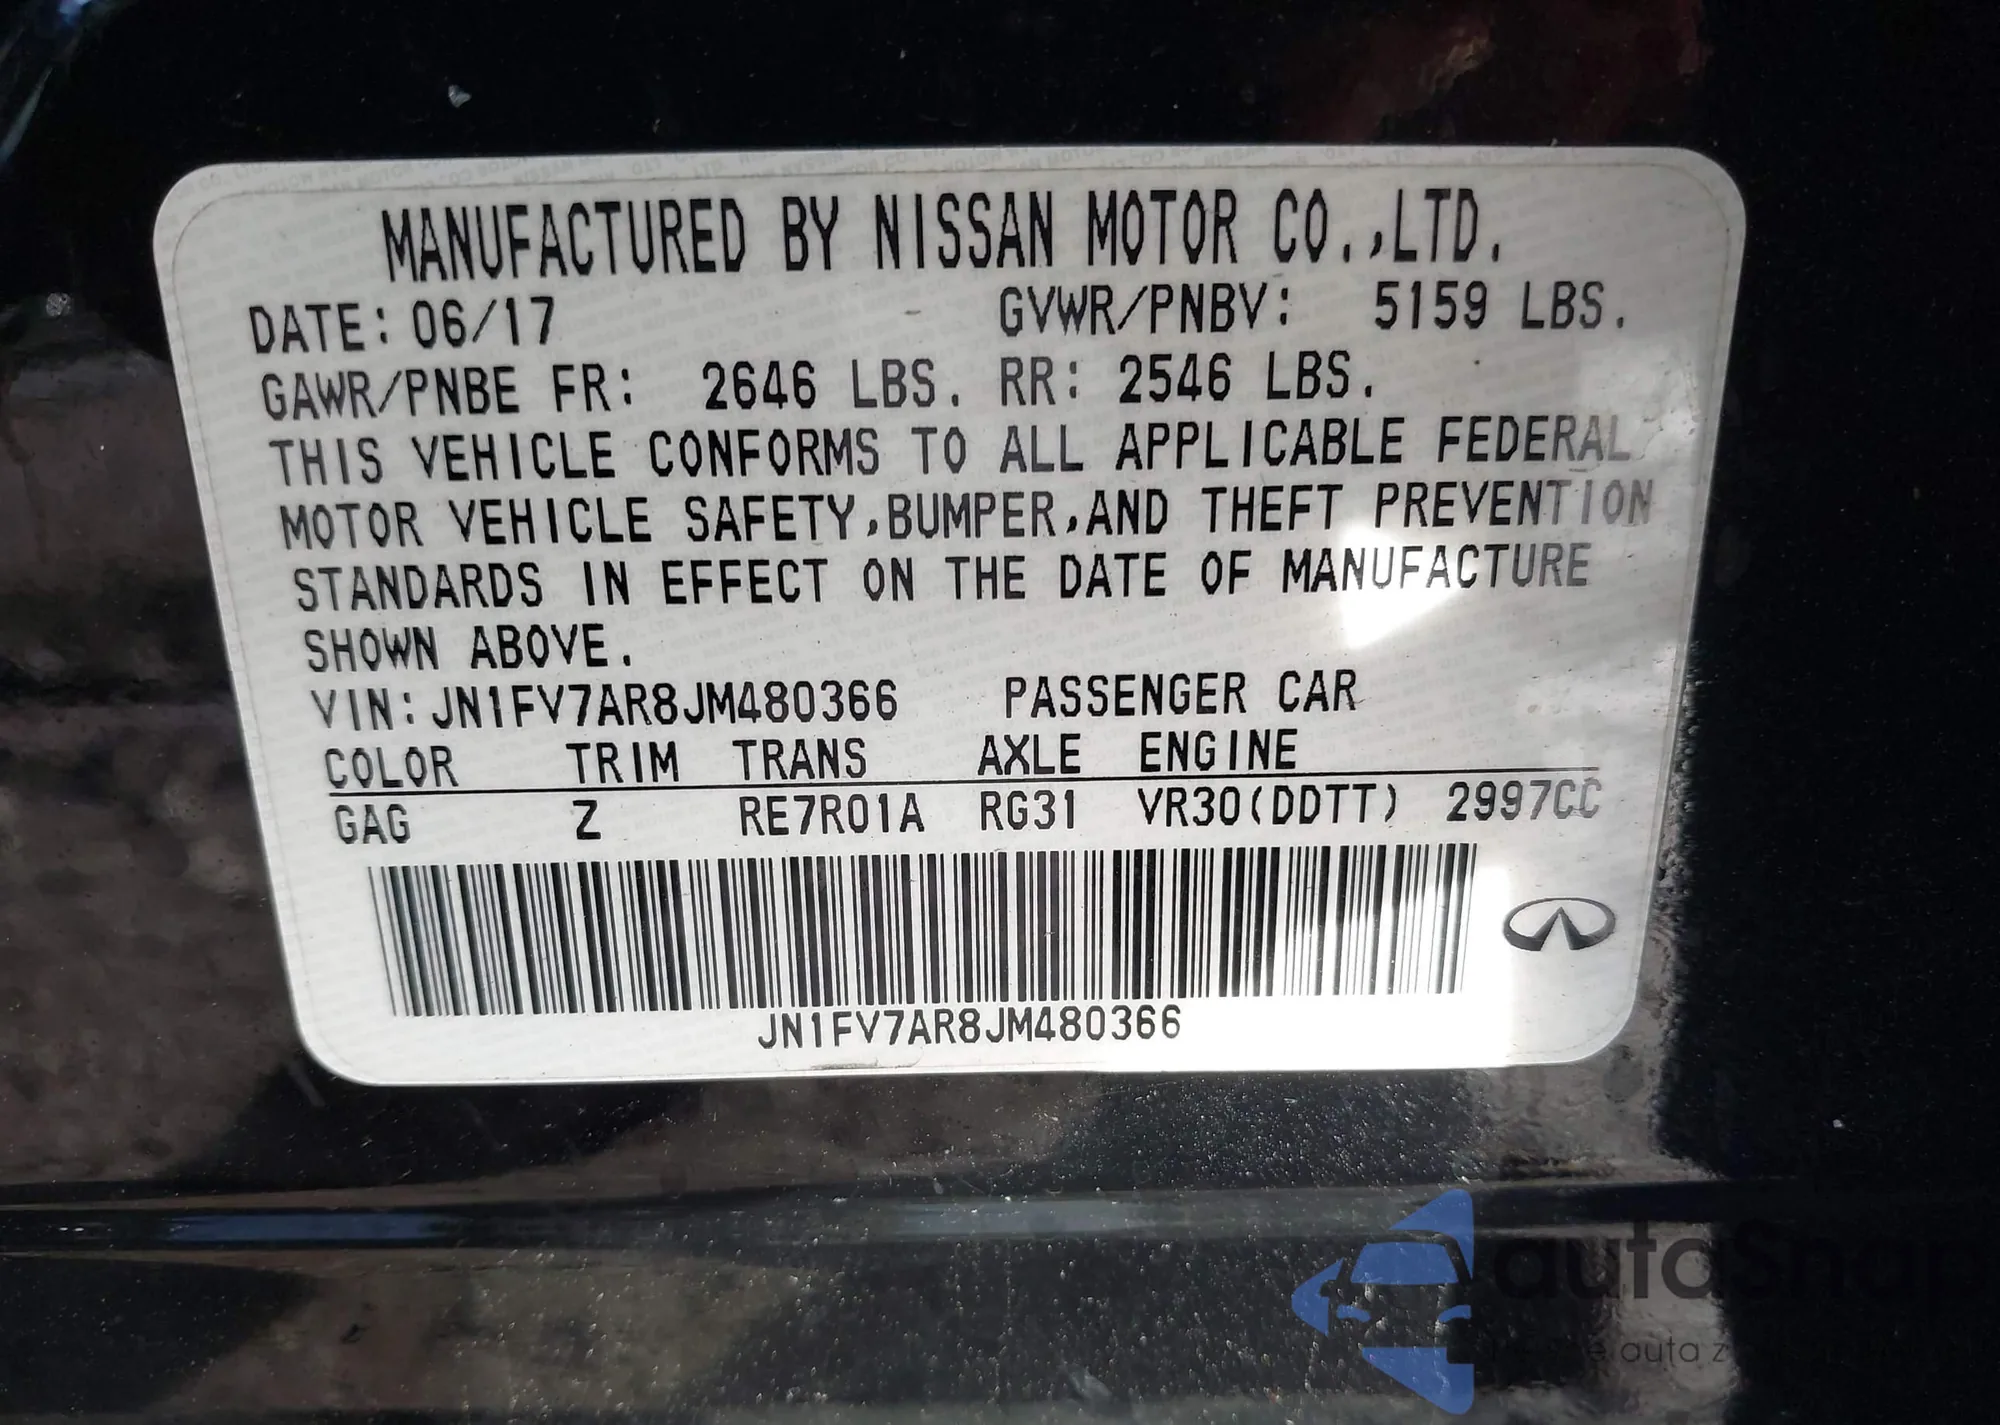 MANUFACTURED BY NISSAN MOTOR CO.,LTD.
DATE: 06/17 GVWR/PNBV: 5159 LBS.
GAWR/PNBE FR: 2646 LBS. RR: 2546 LBS.
THIS VEHICLE CONFORMS TO ALL APPLICABLE FEDERAL
MOTOR VEHICLE SAFETY,BUMPER,AND THEFT PREVENTION
STANDARDS IN EFFECT ON THE DATE OF MANUFACTURE
SHOWN ABOVE.
VIN:JN1FV7AR8JM480366 PASSENGER CAR
COLOR TRIM TRANS AXLE ENGINE
GAG Z RE7R01A RG31 VR30(DDTT) 2997CC
JN1FV7AR8JM480366
autasnap
auta z